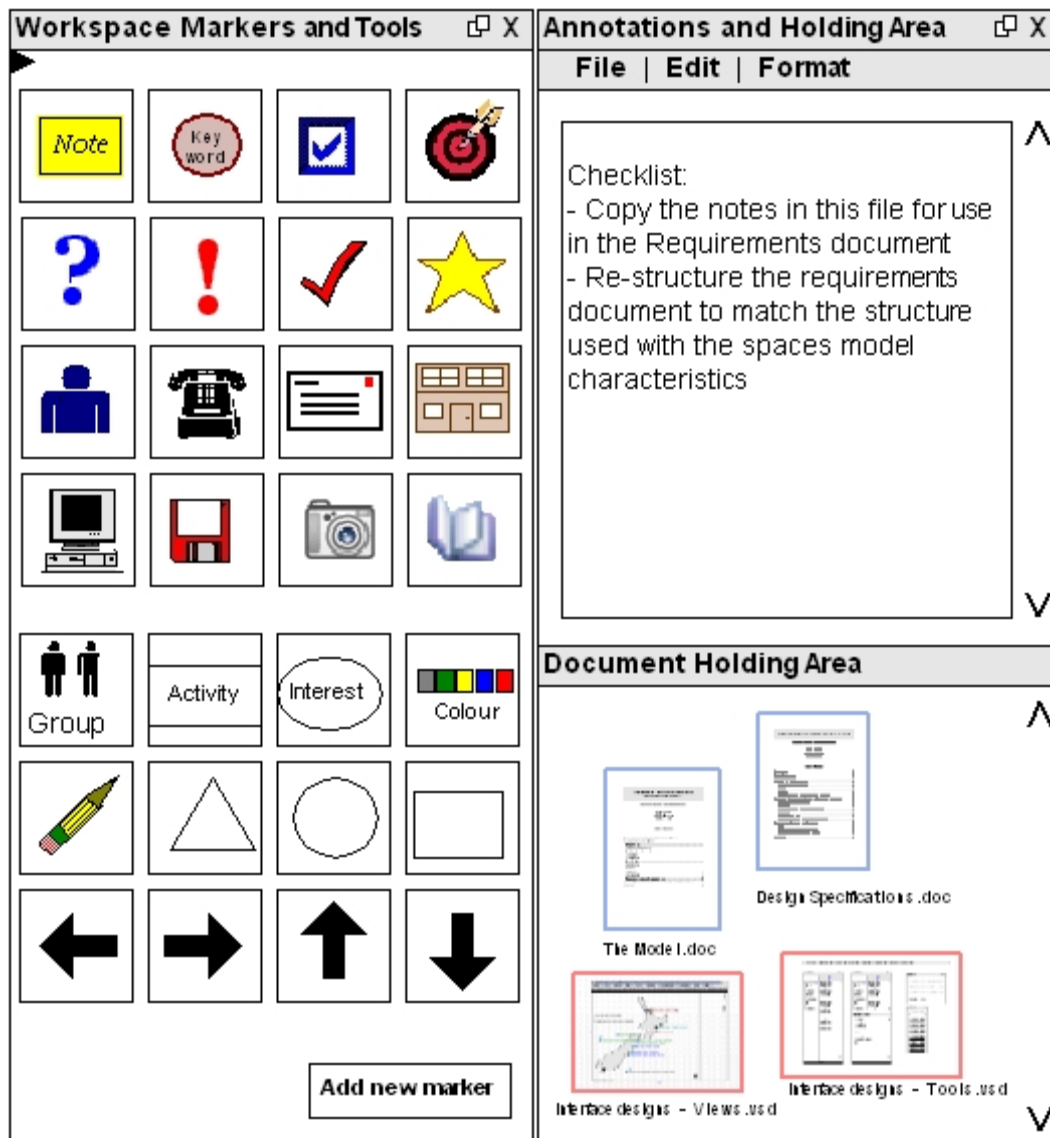 Workspace Markers and Tools
X
Note
Key
word
Group
Activity
Interest
Colour
Add new marker
Annotations and Holding Area
X
File | Edit | Format
Checklist:
- Copy the notes in this file for use
in the Requirements document
- Re-structure the requirements
document to match the structure
used with the spaces model
characteristics
Document Holding Area
Design Specifications.doc
The Model.doc
Interface designs - Tools.vsd
Interface designs - Views.vsd